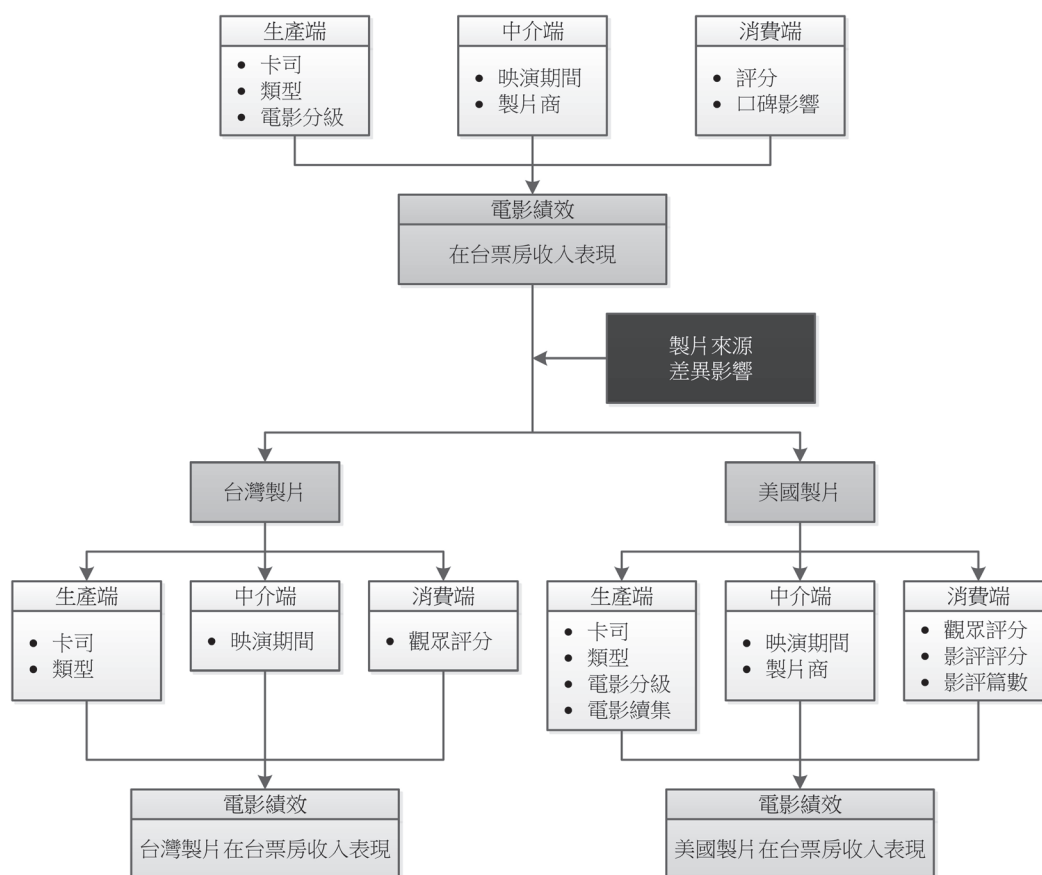 生產端
• 卡司
• 類型
• 電影分級
中介端
• 映演期間
• 製片商
消費端
• 評分
• 口碑影響
電影績效
在台票房收入表現
製片來源
差異影響
台灣製片
生產端
• 卡司
• 類型
中介端
• 映演期間
消費端
• 觀眾評分
電影績效
台灣製片在台票房收入表現
美國製片
生產端
• 卡司
• 類型
• 電影分級
• 電影續集
中介端
• 映演期間
• 製片商
消費端
• 觀眾評分
• 影評評分
• 影評篇數
電影績效
美國製片在台票房收入表現